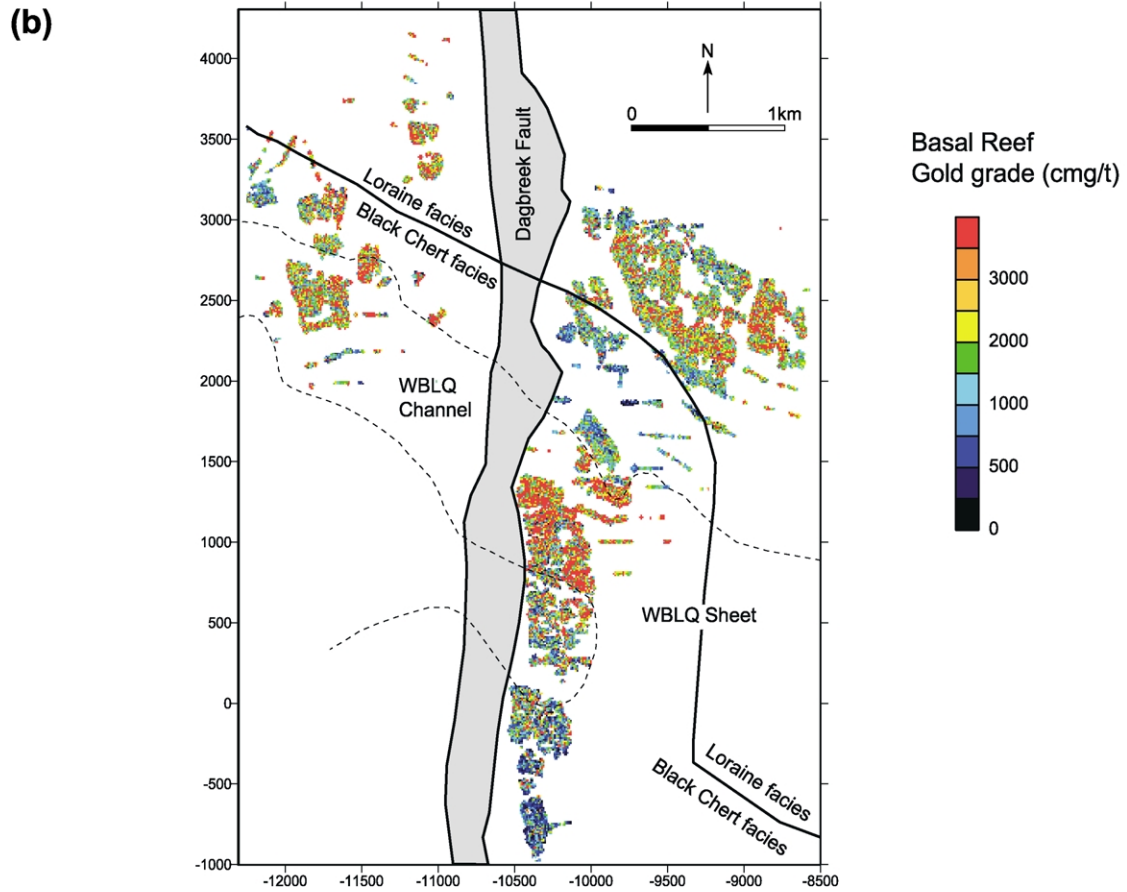 (b)
4000
3500
3000
2500
2000
1500
1000
500
0
-500
-1000
-12000
-11500
-11000
-10500
-10000
-9500
-9000
-8500
N
0
1km
Dagbreek Fault
Loraine facies
Black Chert facies
WBLQ
Channel
WBLQ Sheet
Loraine facies
Black Chert facies
Basal Reef
Gold grade (cmg/t)
3000
2000
1000
500
0